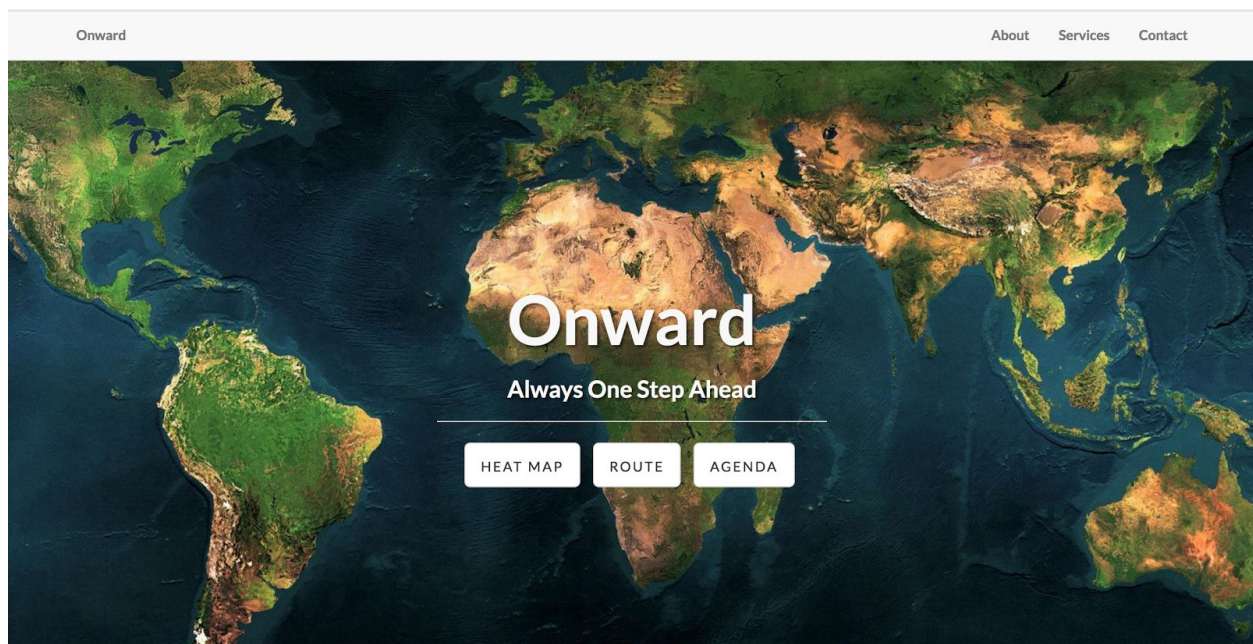 Onward About Services Contact
Onward
Always One Step Ahead
HEAT MAP ROUTE AGENDA